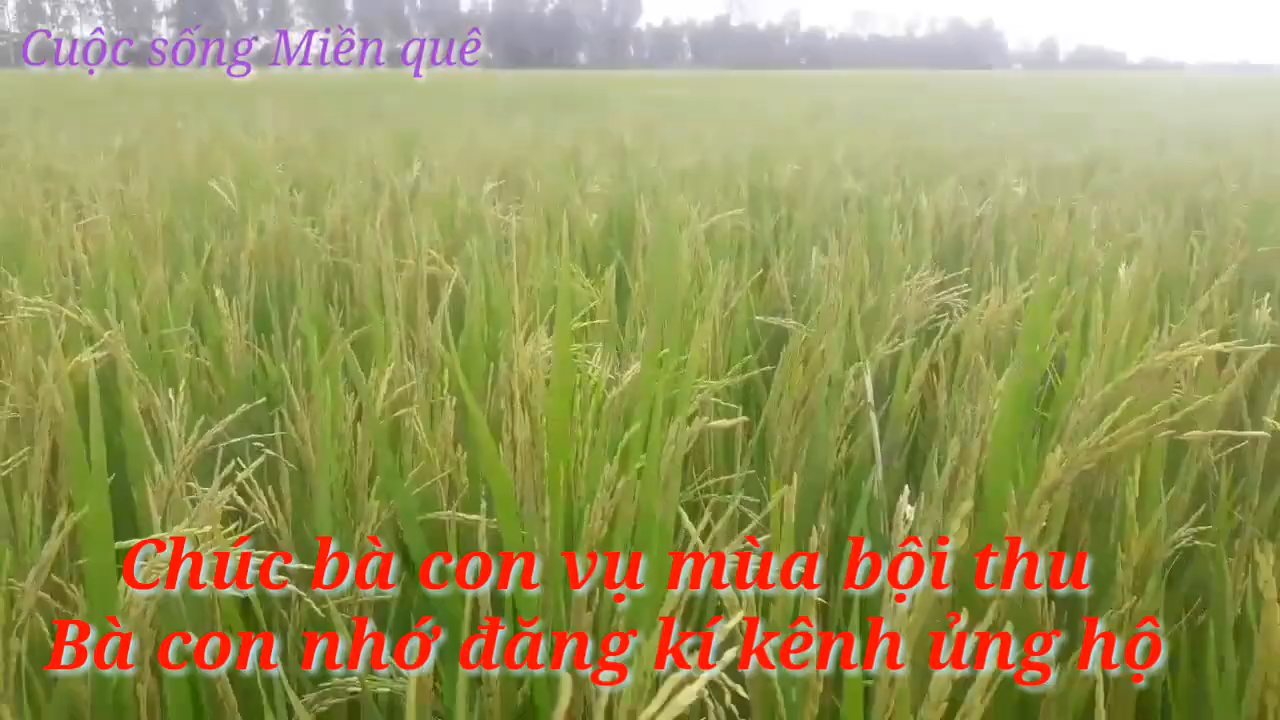 Cuộc sống Miền quê
Chúc bà con vụ mùa bội thu
Bà con nhớ đăng kí kênh ủng hộ